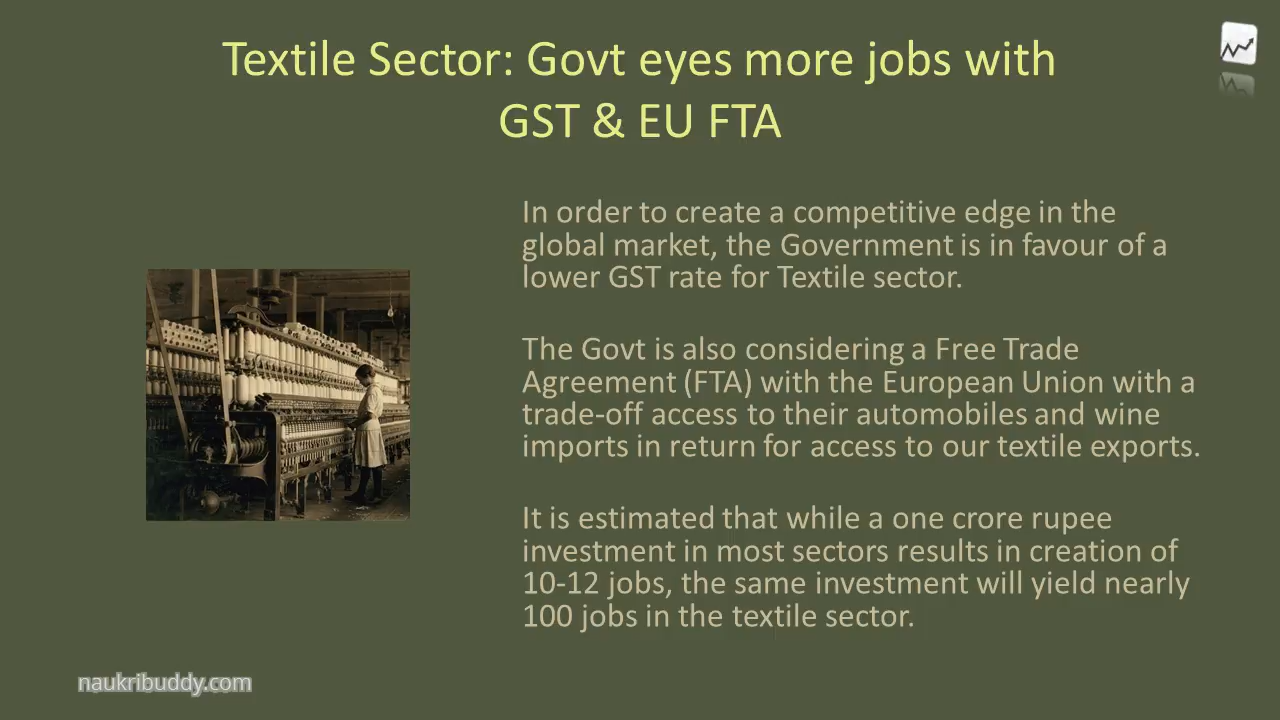 Textile Sector: Govt eyes more jobs with
GST & EU FTA
In order to create a competitive edge in the
global market, the Government is in favour of a
lower GST rate for Textile sector.
The Govt is also considering a Free Trade
Agreement (FTA) with the European Union with a
trade-off access to their automobiles and wine
imports in return for access to our textile exports.
It is estimated that while a one crore rupee
investment in most sectors results in creation of
10-12 jobs, the same investment will yield nearly
100 jobs in the textile sector.
naukribuddy.com